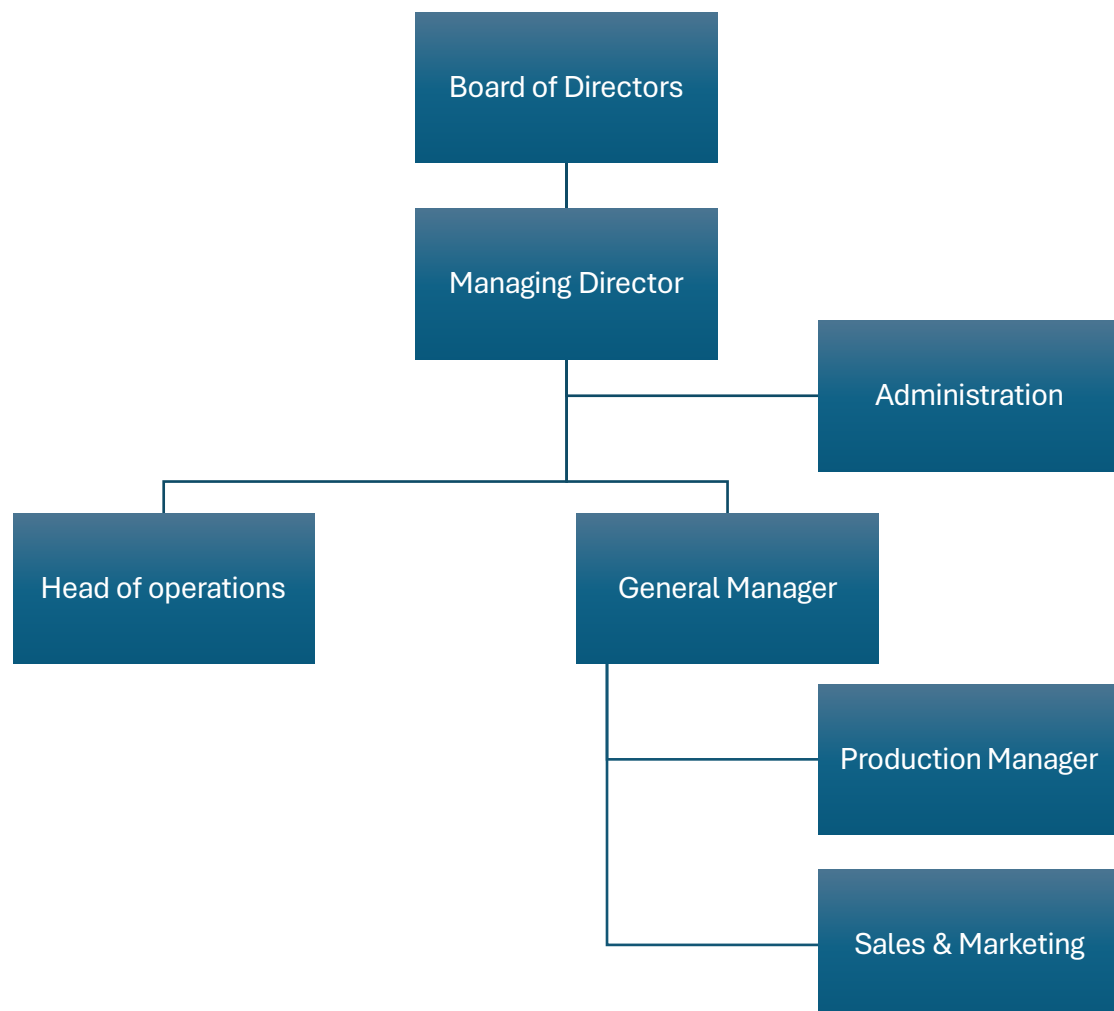 Board of Directors
Managing Director
Administration
Head of operations
General Manager
Production Manager
Sales & Marketing